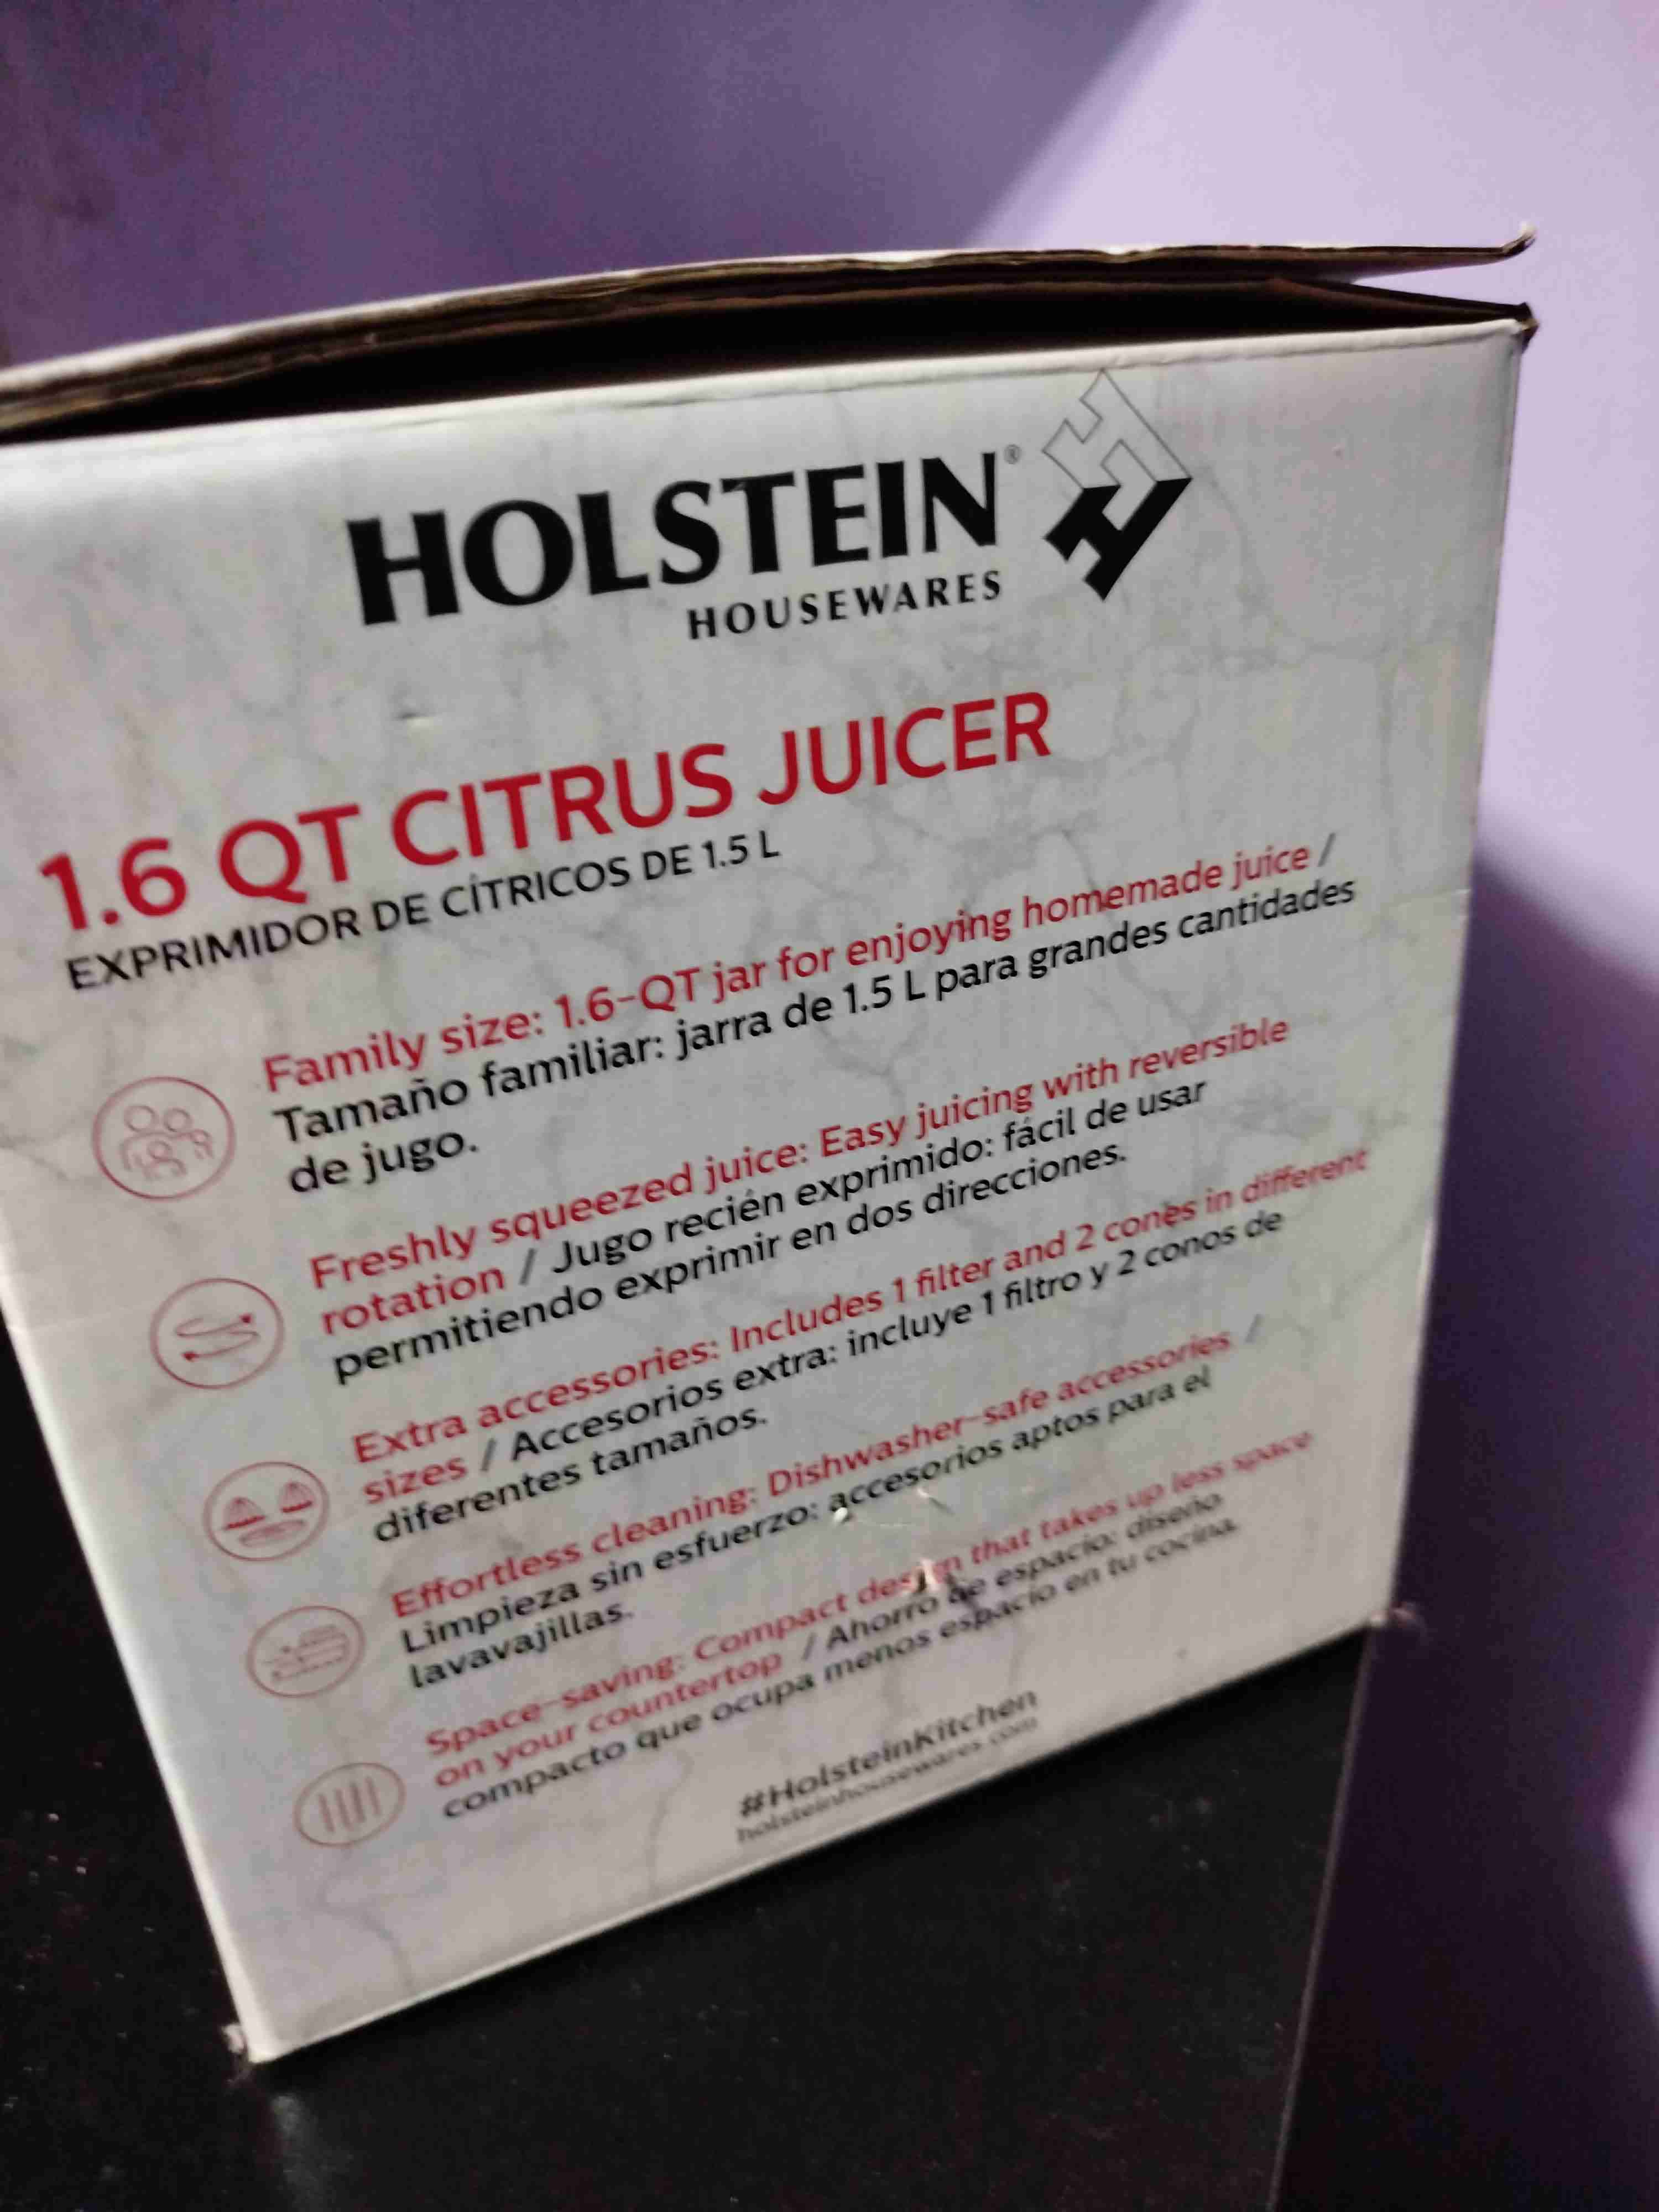 HOLSTEIN®
HOUSEWARES
1.6 QT CITRUS JUICER
EXPRIMIDOR DE CÍTRICOS DE 1.5 L
Family size: 1.6-QT jar for enjoying homemade juice /
Tamaño familiar: jarra de 1.5 L para grandes cantidades
de jugo.
Freshly squeezed juice: Easy juicing with reversible
rotation / Jugo recién exprimido: fácil de usar
permitiendo exprimir en dos direcciones.
Extra accessories: Includes 1 filter and 2 cones in different
sizes / Accesorios extra: incluye 1 filtro y 2 conos de
diferentes tamaños.
Effortless cleaning: Dishwasher-safe accessories /
Limpieza sin esfuerzo: accesorios aptos para el
lavavajillas.
Space-saving: Compact design that takes up less space
on your countertop / Ahorro de espacio: diseño
compacto que ocupa menos espacio en tu cocina.
#HolsteinKitchen
holsteinhousewares.com